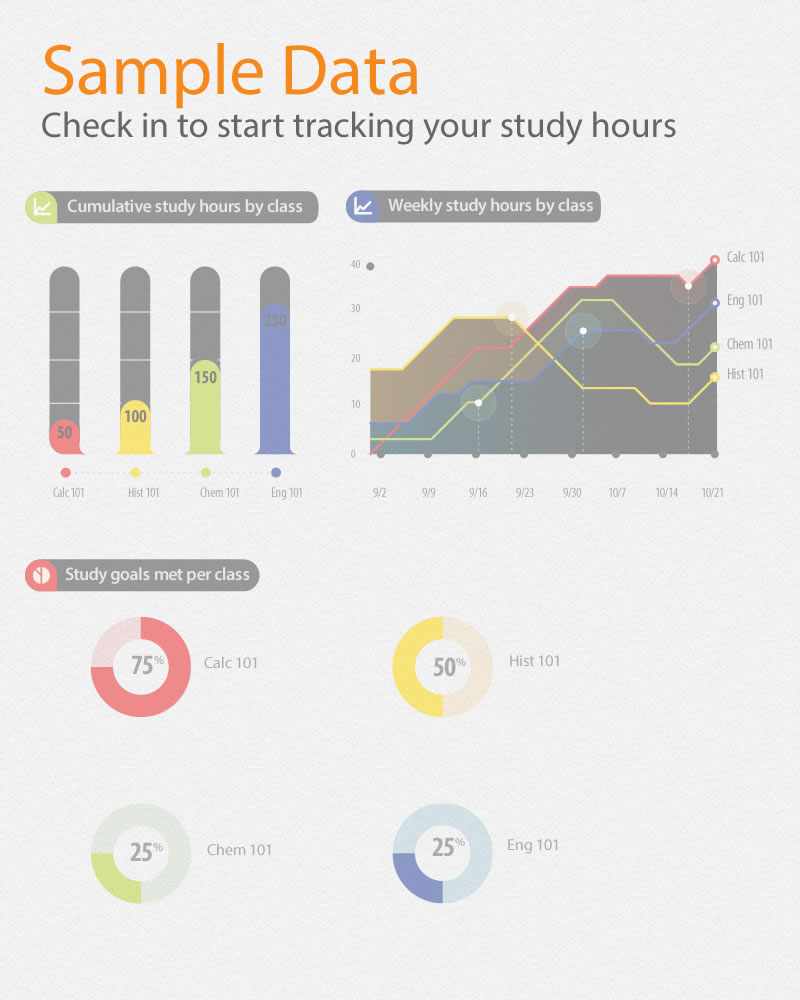 Sample Data
Check in to start tracking your study hours
Cumulative study hours by class
50
100
150
250
Calc 101
Hist 101
Chem 101
Eng 101
Weekly study hours by class
40
30
20
10
0
9/2
9/9
9/16
9/23
9/30
10/7
10/14
10/21
Calc 101
Eng 101
Chem 101
Hist 101
Study goals met per class
75%
Calc 101
50%
Hist 101
25%
Chem 101
25%
Eng 101